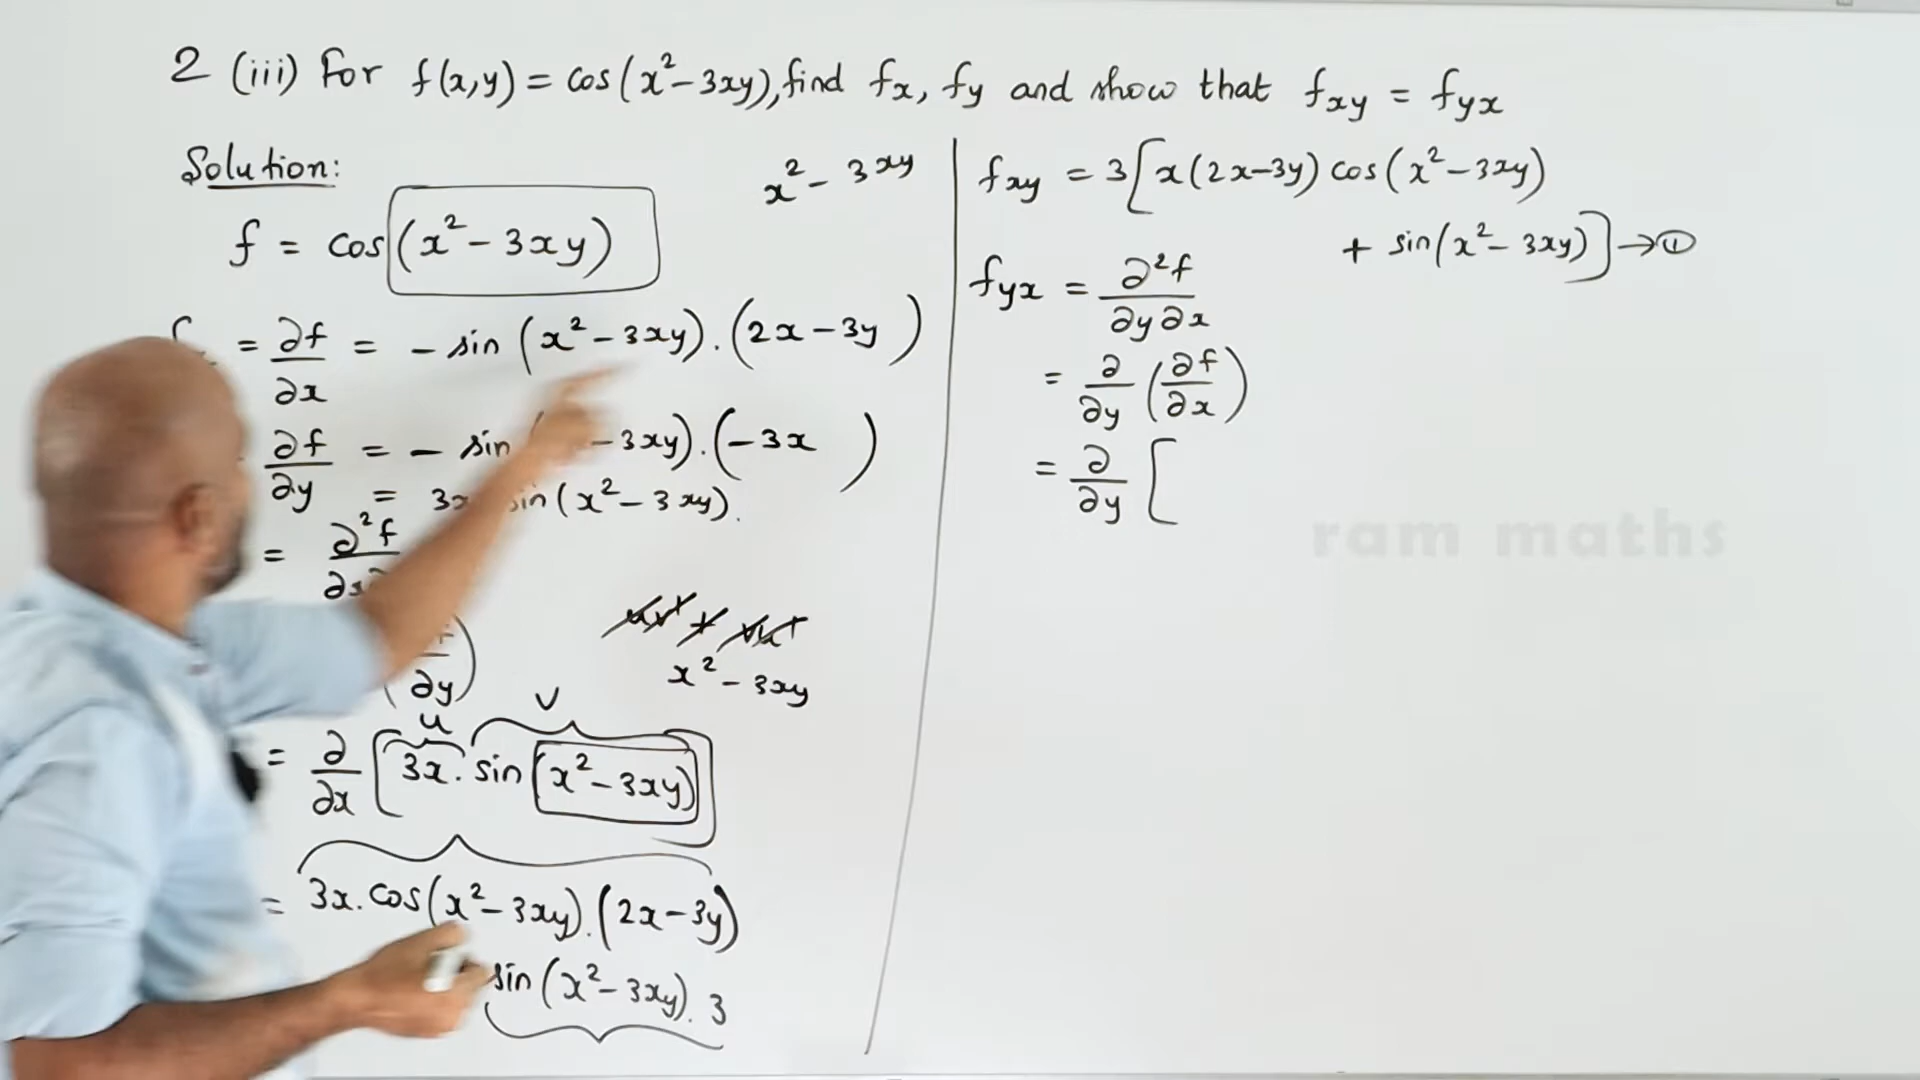 2 (iii) For f(x,y) = cos(x² - 3xy), find fx, fy and show that fxy = fyx
Solution:
x² - 3xy
f = cos(x² - 3xy)
= ∂f/∂x = - sin (x² - 3xy) . (2x - 3y )
∂f/∂y = - sin - 3xy) . (-3x )
= 3x sin (x² - 3xy).
= ∂²f
∂y)
x² - 3xy
u
v
= ∂/∂x [3x . sin (x² - 3xy)]
= 3x . cos(x² - 3xy) . (2x - 3y)
sin (x² - 3xy) . 3
fxy = 3[x(2x-3y) cos(x² - 3xy)
+ sin(x² - 3xy)] → ①
fyx = ∂²f/∂y∂x
= ∂/∂y (∂f/∂x)
= ∂/∂y [
ram maths